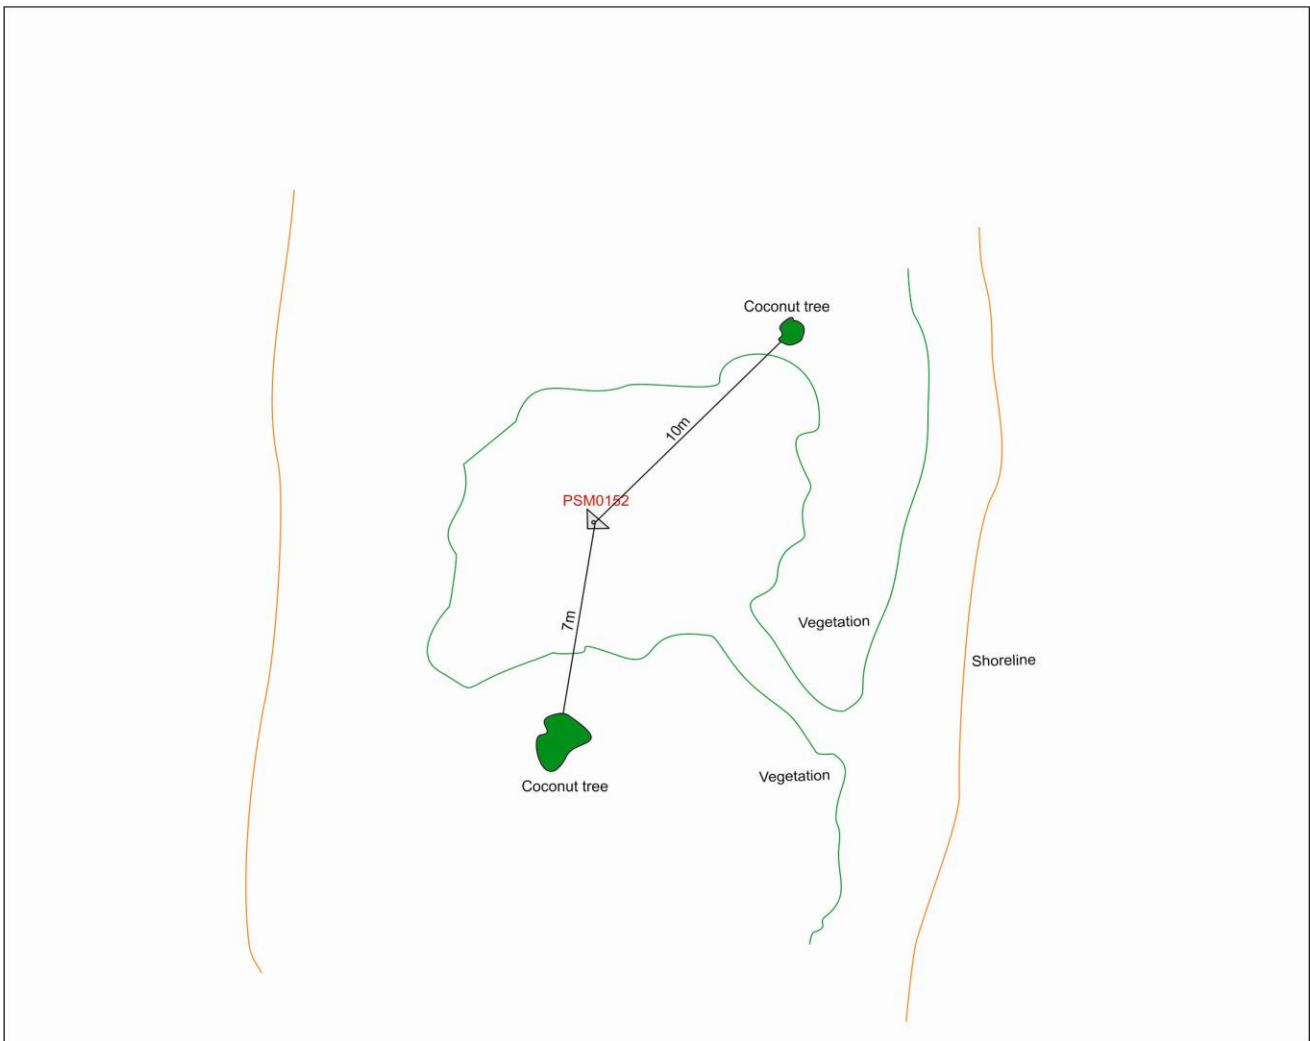 Coconut tree
10m
PSM0152
7m
Vegetation
Shoreline
Vegetation
Coconut tree